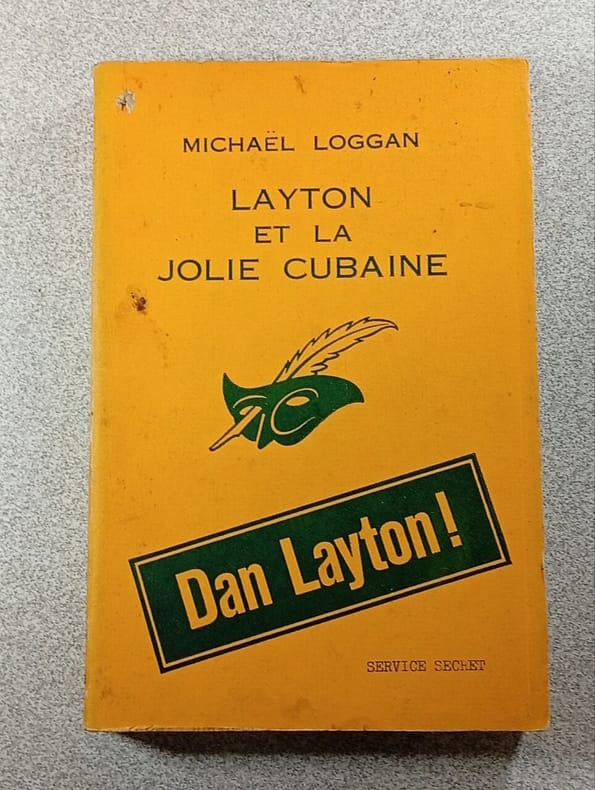 MICHAËL LOGGAN
LAYTON
ET LA
JOLIE CUBAINE
Dan Layton!
SERVICE SECRET